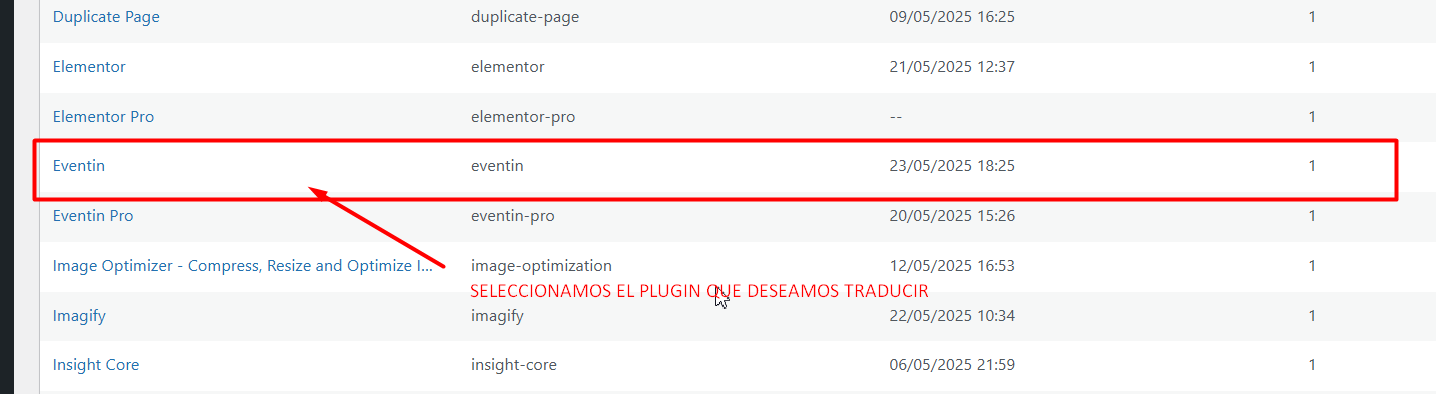 Duplicate Page duplicate-page 09/05/2025 16:25 1
Elementor elementor 21/05/2025 12:37 1
Elementor Pro elementor-pro -- 1
Eventin eventin 23/05/2025 18:25 1
Eventin Pro eventin-pro 20/05/2025 15:26 1
Image Optimizer - Compress, Resize and Optimize I... image-optimization 12/05/2025 16:53 1
SELECCIONAMOS EL PLUGIN QUE DESEAMOS TRADUCIR
Imagify imagify 22/05/2025 10:34 1
Insight Core insight-core 06/05/2025 21:59 1